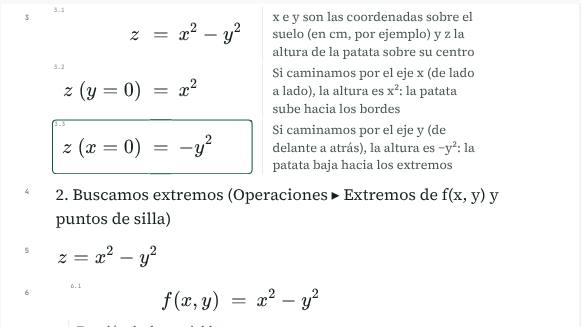 3
3.1
z = x² − y²
x e y son las coordenadas sobre el
suelo (en cm, por ejemplo) y z la
altura de la patata sobre su centro
3.2
z (y = 0) = x²
Si caminamos por el eje x (de lado
a lado), la altura es x²: la patata
sube hacia los bordes
3.3
z (x = 0) = −y²
Si caminamos por el eje y (de
delante a atrás), la altura es −y²: la
patata baja hacia los extremos
4
2. Buscamos extremos (Operaciones ▸ Extremos de f(x, y) y
puntos de silla)
5
z = x² − y²
6
6.1
f(x, y) = x² − y²